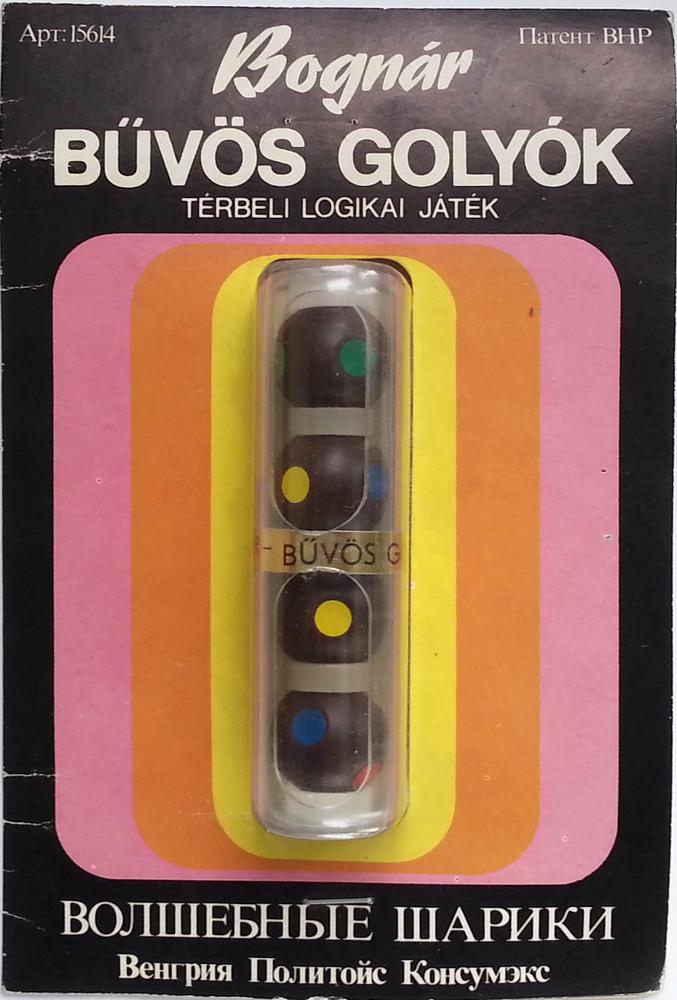 Арт: 15614
Патент ВНР
Bognár
BŰVÖS GOLYÓK
TÉRBELI LOGIKAI JÁTÉK
R - BŰVÖS G
ВОЛШЕБНЫЕ ШАРИКИ
Венгрия Политойс Консумэкс